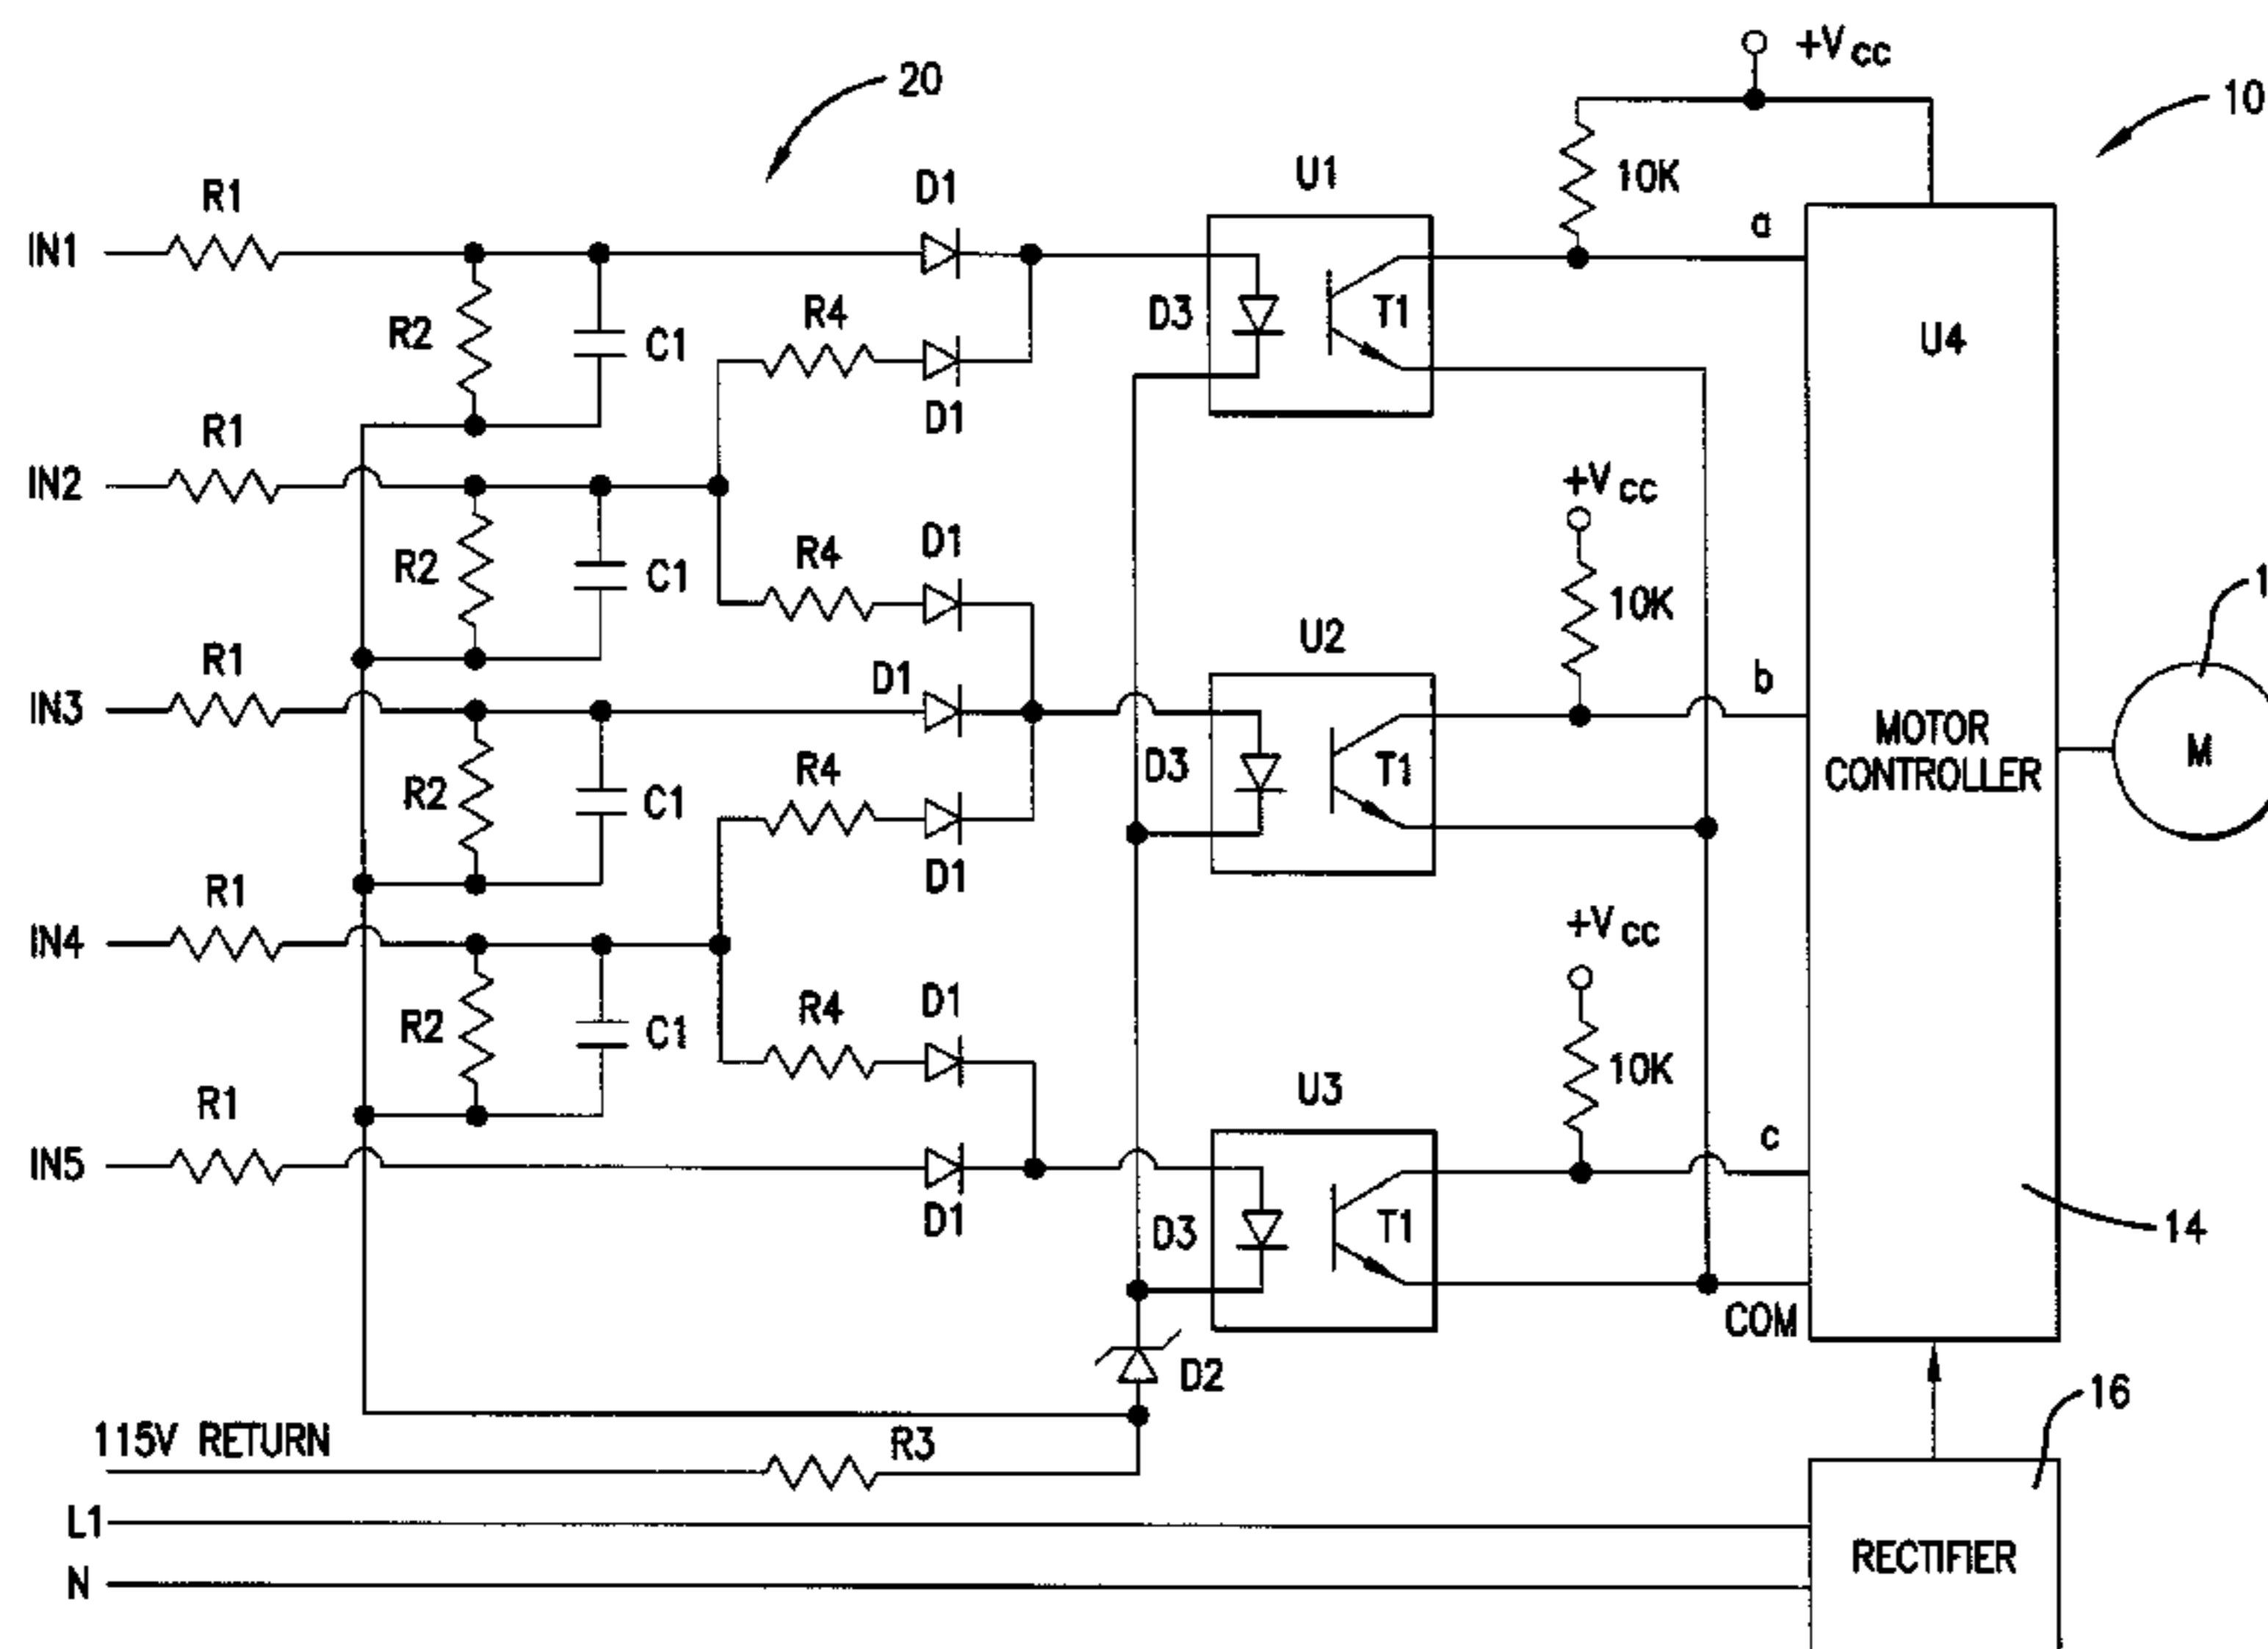 +Vcc
20
10
R1
D1
U1
10K
a
IN1
R2
C1
R4
D3
T1
U4
D1
R1
IN2
+Vcc
R2
C1
R4
D1
10K
1
R1
U2
b
IN3
D1
R2
C1
R4
D3
T1
MOTOR
CONTROLLER
M
D1
R1
IN4
+Vcc
R2
C1
R4
D1
10K
R1
U3
c
IN5
D1
D3
T1
14
COM
D2
16
115V RETURN
R3
L1
RECTIFIER
N